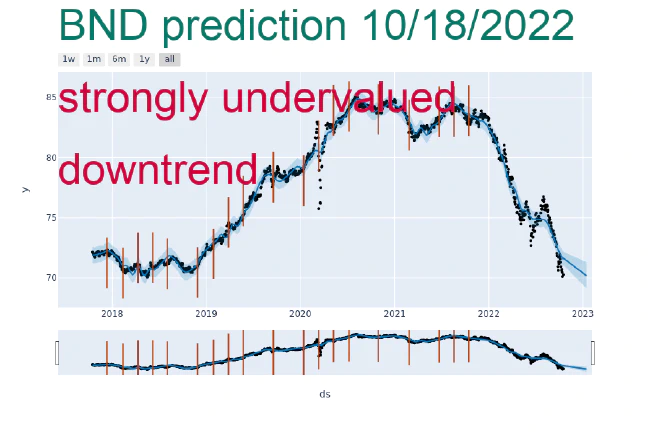 BND prediction 10/18/2022
1w 1m 6m 1y all
strongly undervalued
downtrend
85
80
75
70
y
2018 2019 2020 2021 2022 2023
ds